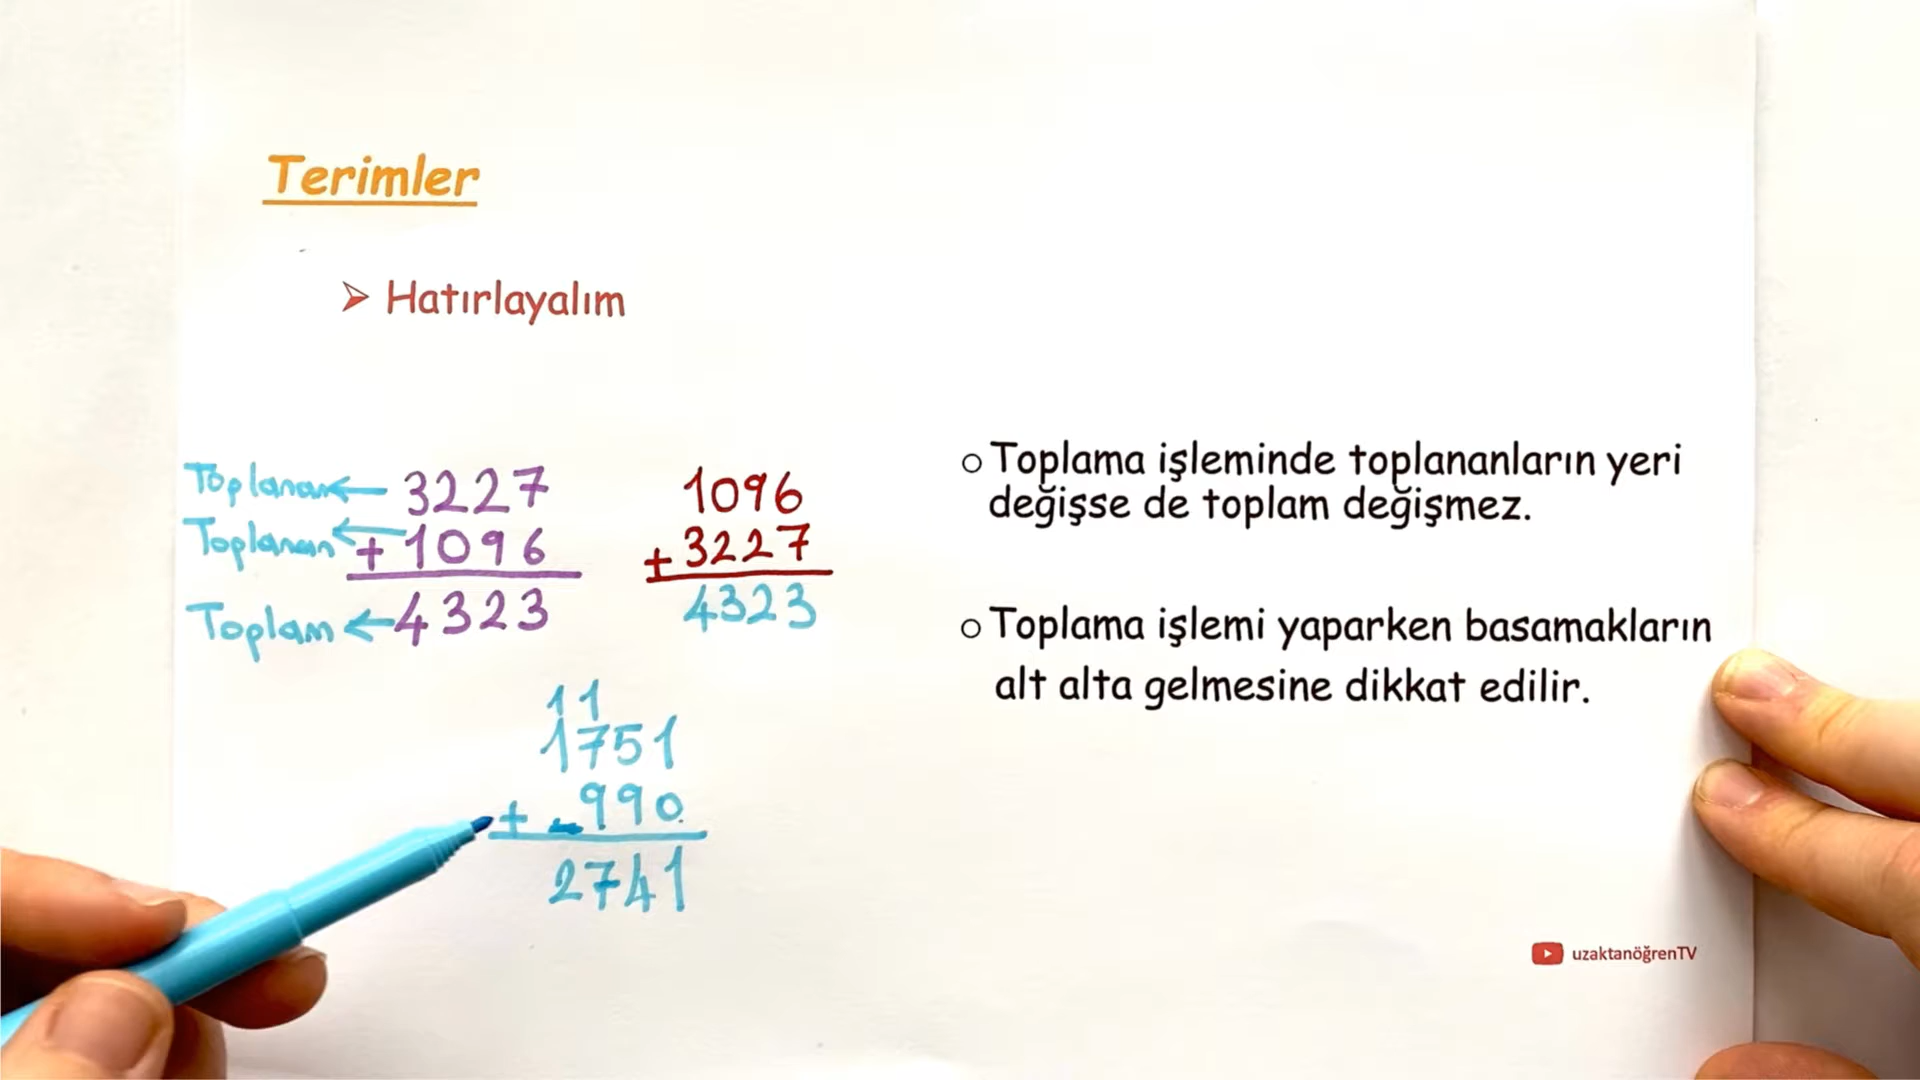 Terimler
➢ Hatırlayalım
Toplanan ← 3227
Toplanan ← + 1096
Toplam ← 4323
1096
+ 3227
4323
11
1751
+ 990
2741
○ Toplama işleminde toplananların yeri
değişse de toplam değişmez.
○ Toplama işlemi yaparken basamakların
alt alta gelmesine dikkat edilir.
uzaktanöğrenTV